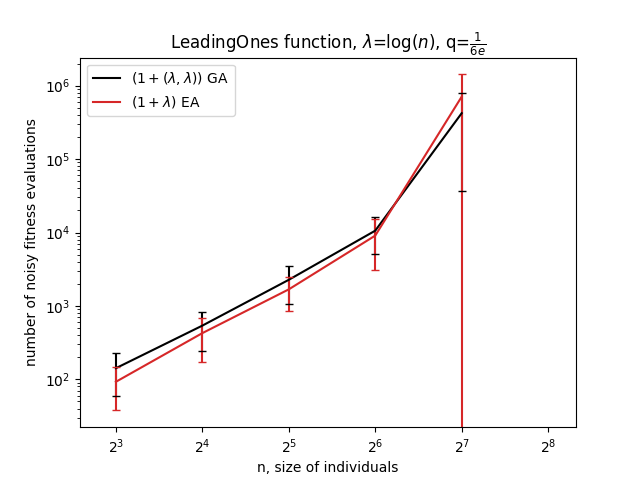 LeadingOnes function, λ=log(n), q=\frac{1}{6e}
(1 + (λ, λ)) GA
(1 + λ) EA
number of noisy fitness evaluations
10^6
10^5
10^4
10^3
10^2
2^3 2^4 2^5 2^6 2^7 2^8
n, size of individuals